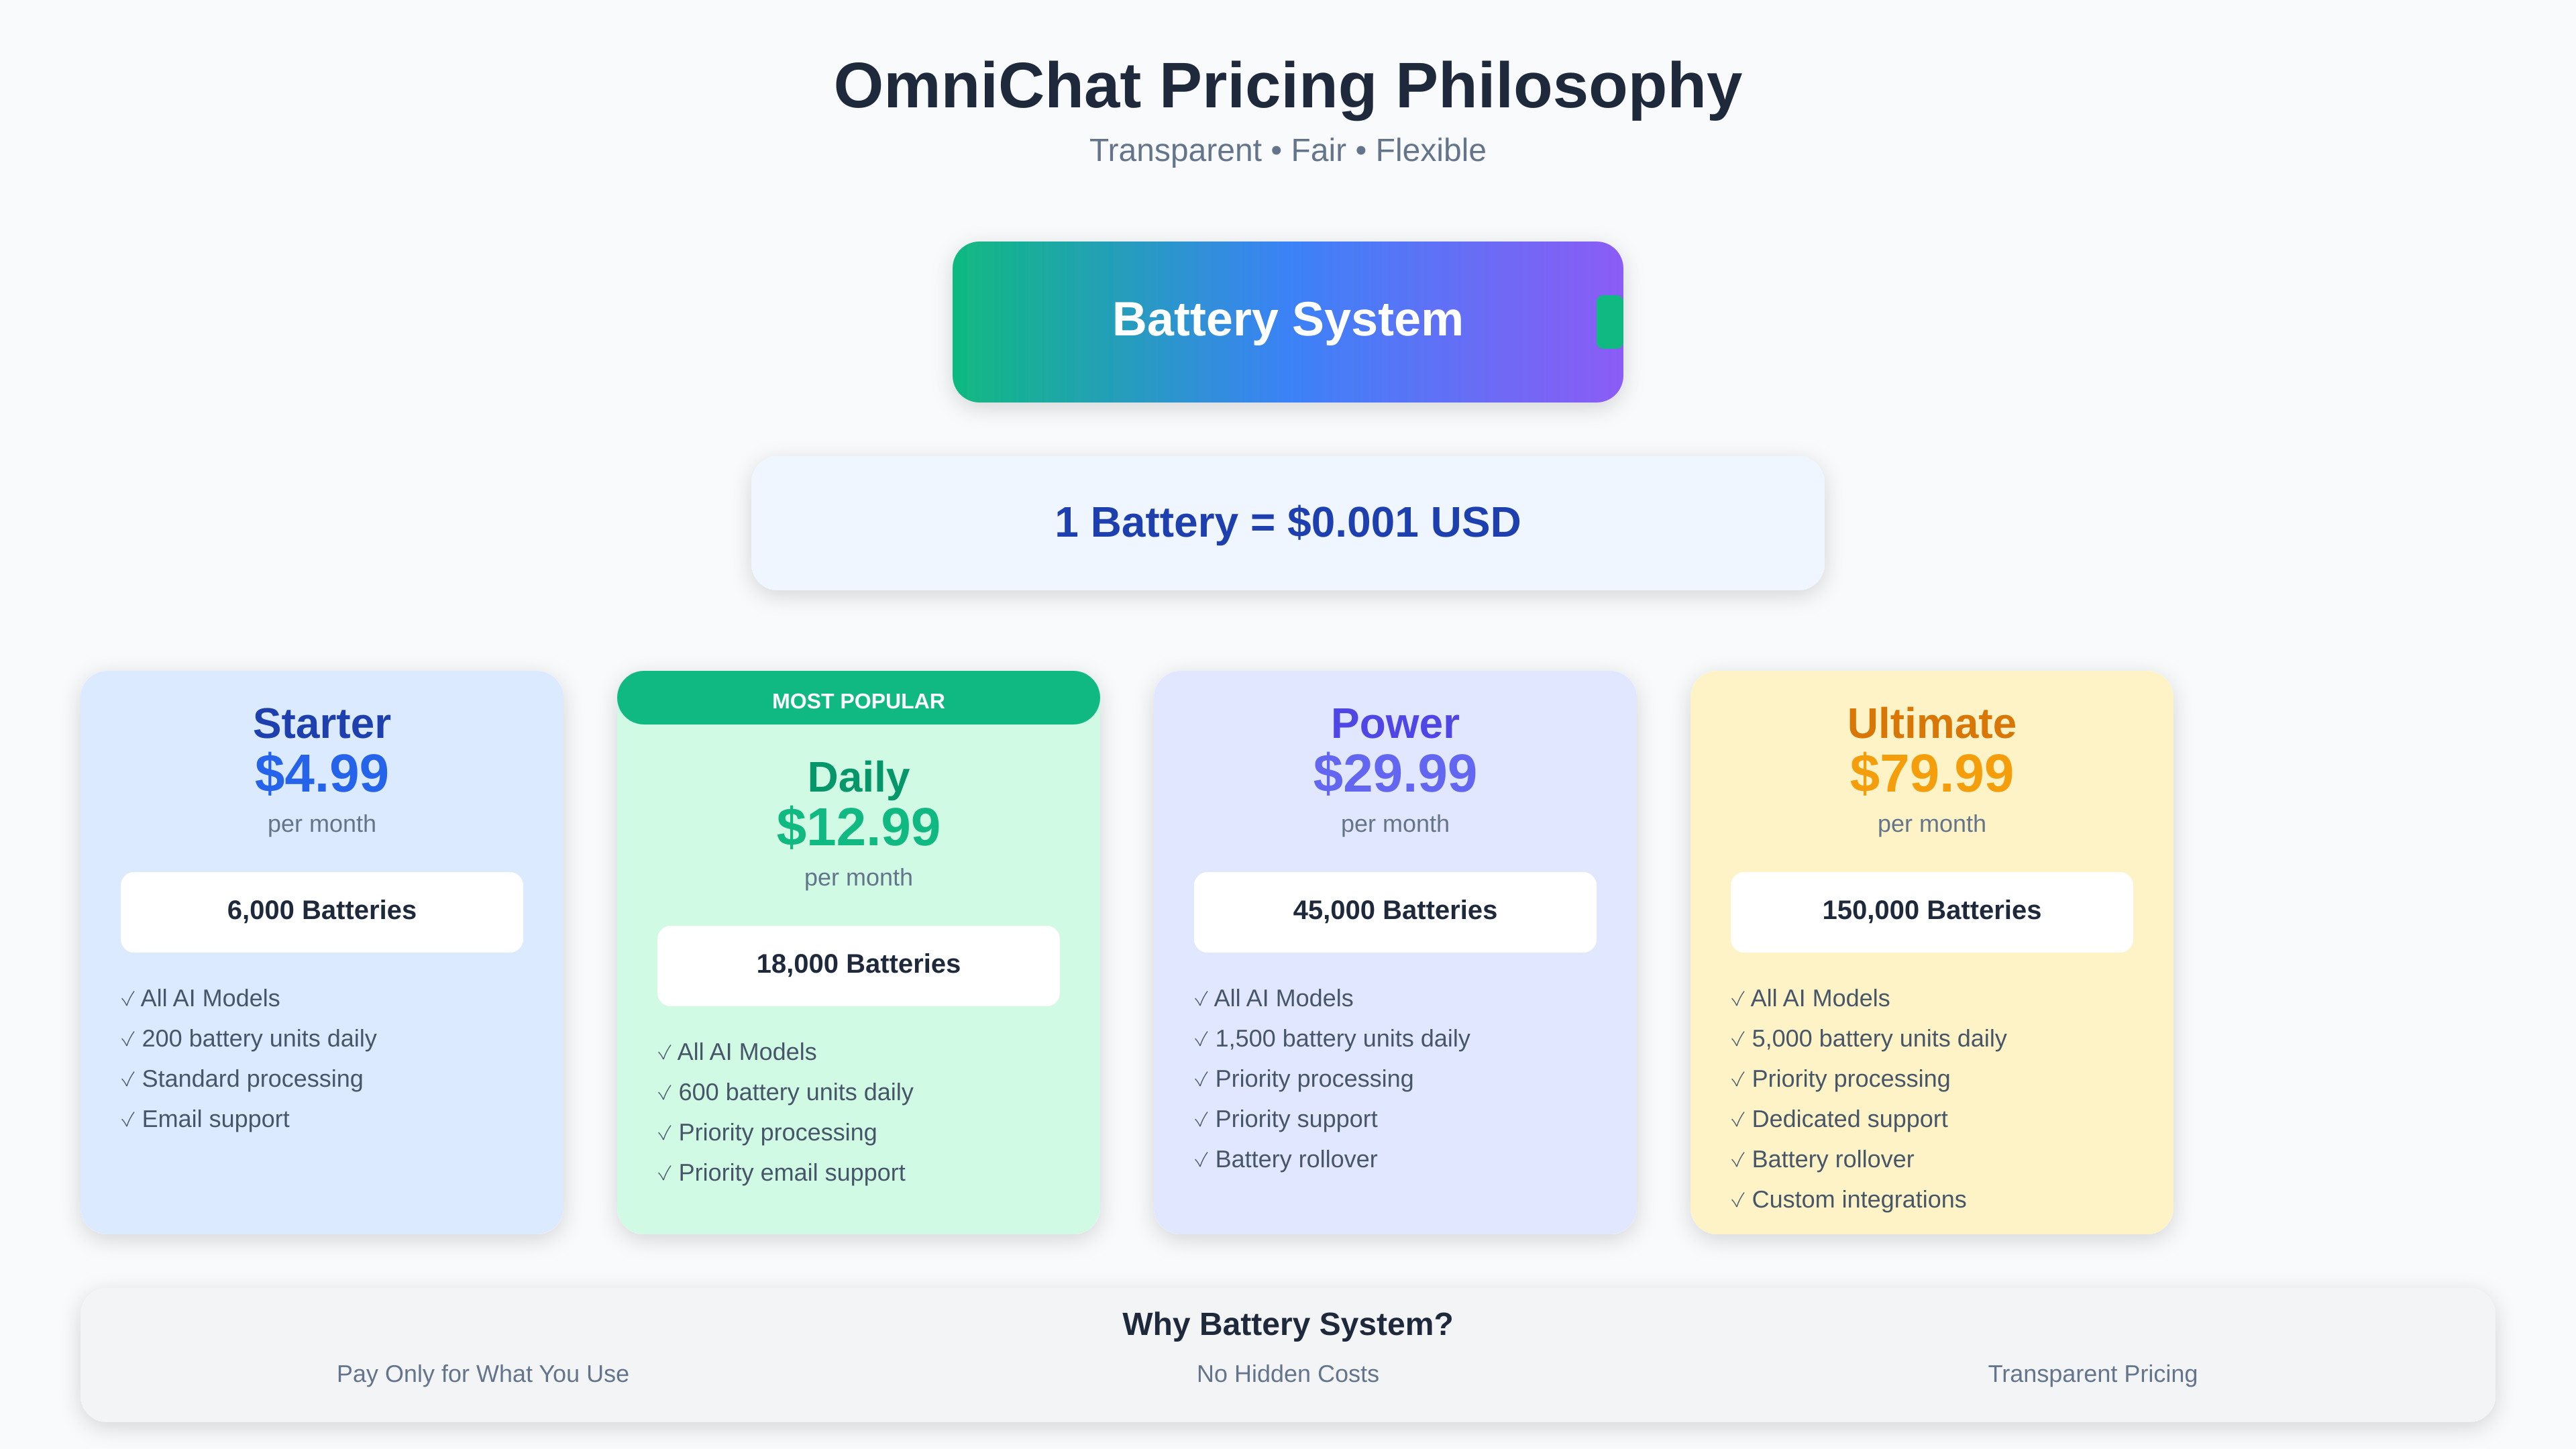 OmniChat Pricing Philosophy
Transparent • Fair • Flexible
Battery System
1 Battery = $0.001 USD
Starter
$4.99
per month
6,000 Batteries
✓ All AI Models
✓ 200 battery units daily
✓ Standard processing
✓ Email support
MOST POPULAR
Daily
$12.99
per month
18,000 Batteries
✓ All AI Models
✓ 600 battery units daily
✓ Priority processing
✓ Priority email support
Power
$29.99
per month
45,000 Batteries
✓ All AI Models
✓ 1,500 battery units daily
✓ Priority processing
✓ Priority support
✓ Battery rollover
Ultimate
$79.99
per month
150,000 Batteries
✓ All AI Models
✓ 5,000 battery units daily
✓ Priority processing
✓ Dedicated support
✓ Battery rollover
✓ Custom integrations
Why Battery System?
Pay Only for What You Use
No Hidden Costs
Transparent Pricing